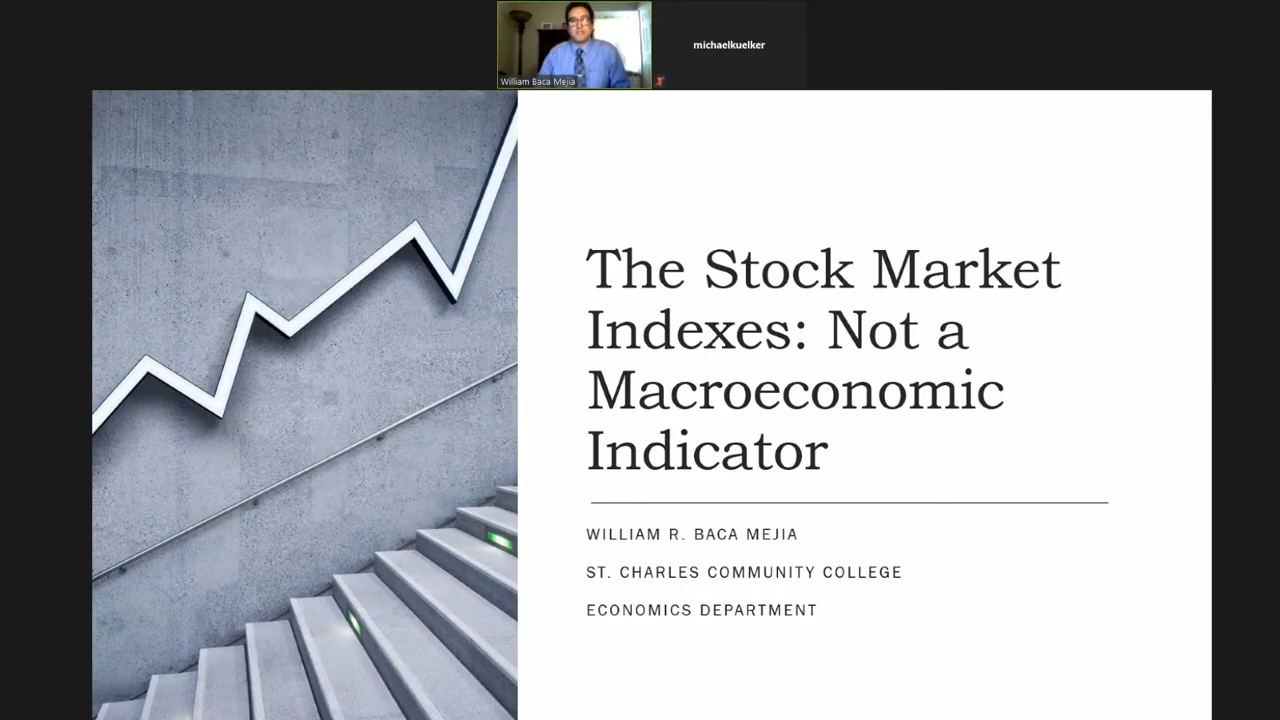 William Baca Mejia
michaelkuelker
The Stock Market
Indexes: Not a
Macroeconomic
Indicator
WILLIAM R. BACA MEJIA
ST. CHARLES COMMUNITY COLLEGE
ECONOMICS DEPARTMENT